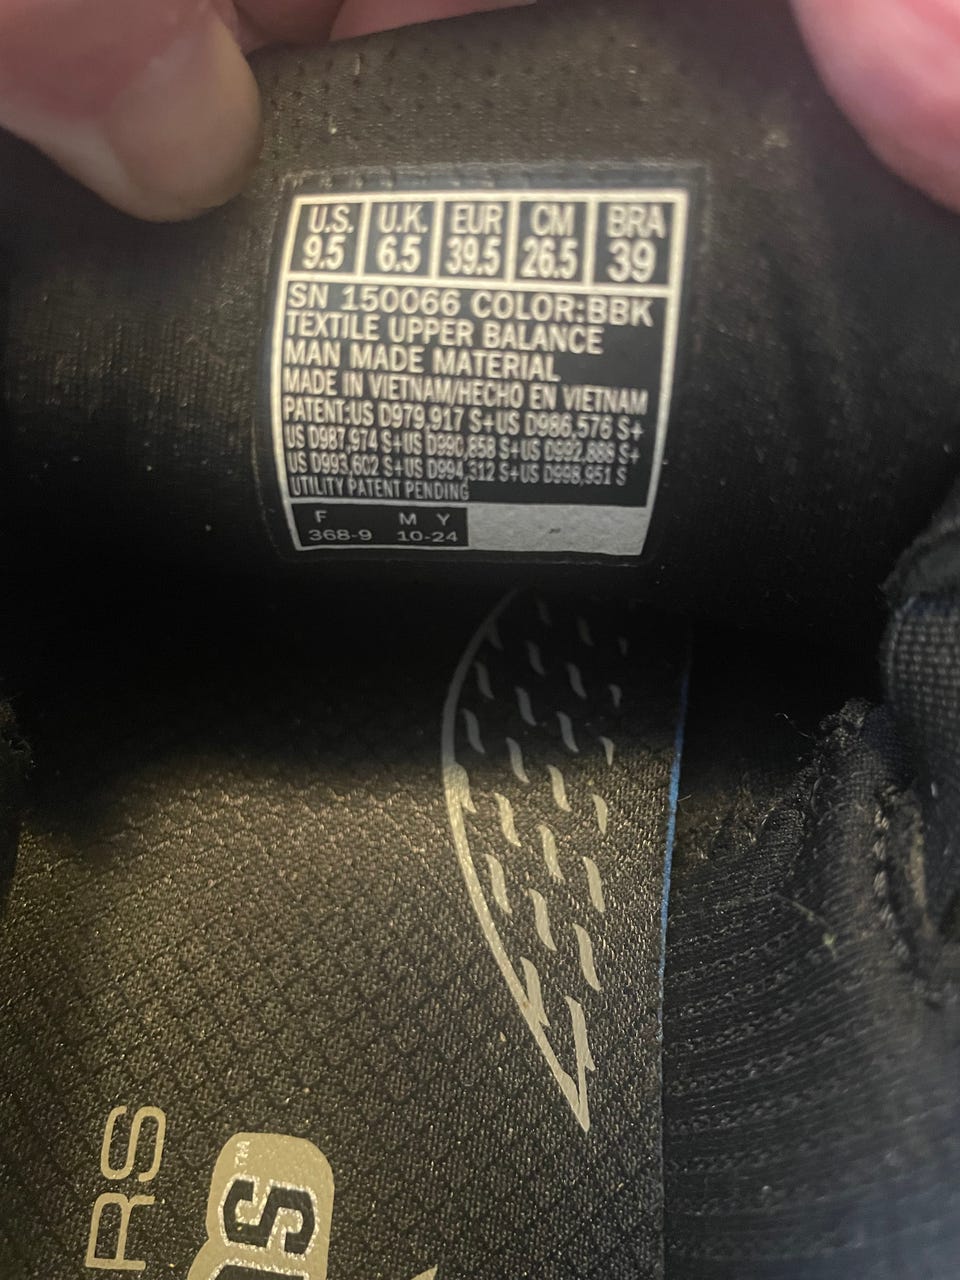 U.S. U.K. EUR CM BRA
9.5 6.5 39.5 26.5 39
SN 150066 COLOR:BBK
TEXTILE UPPER BALANCE
MAN MADE MATERIAL
MADE IN VIETNAM/HECHO EN VIETNAM
PATENT:US D979,917 S+US D986,576 S+
US D987,974 S+US D990,858 S+US D992,886 S+
US D993,602 S+US D994,312 S+US D998,951 S
UTILITY PATENT PENDING
F M Y
368-9 10-24
RS